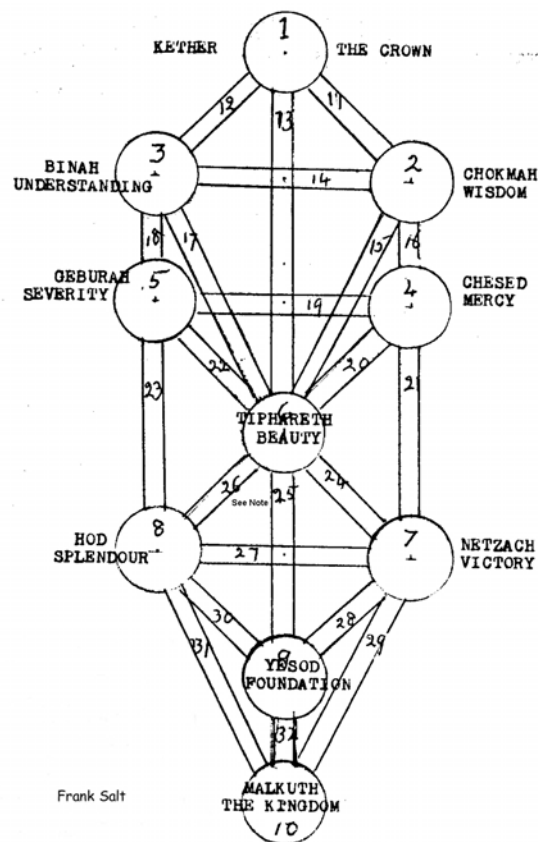 1
KETHER
THE CROWN
12
11
13
3
2
BINAH
UNDERSTANDING
14
CHOKMAH
WISDOM
18
17
15
16
GEBURAH
SEVERITY
5
4
CHESED
MERCY
19
22
20
23
21
6
TIPHARETH
BEAUTY
26
25
24
See Note
8
7
HOD
SPLENDOUR
27
NETZACH
VICTORY
30
28
31
29
9
YESOD
FOUNDATION
32
MALKUTH
THE KINGDOM
10
Frank Salt